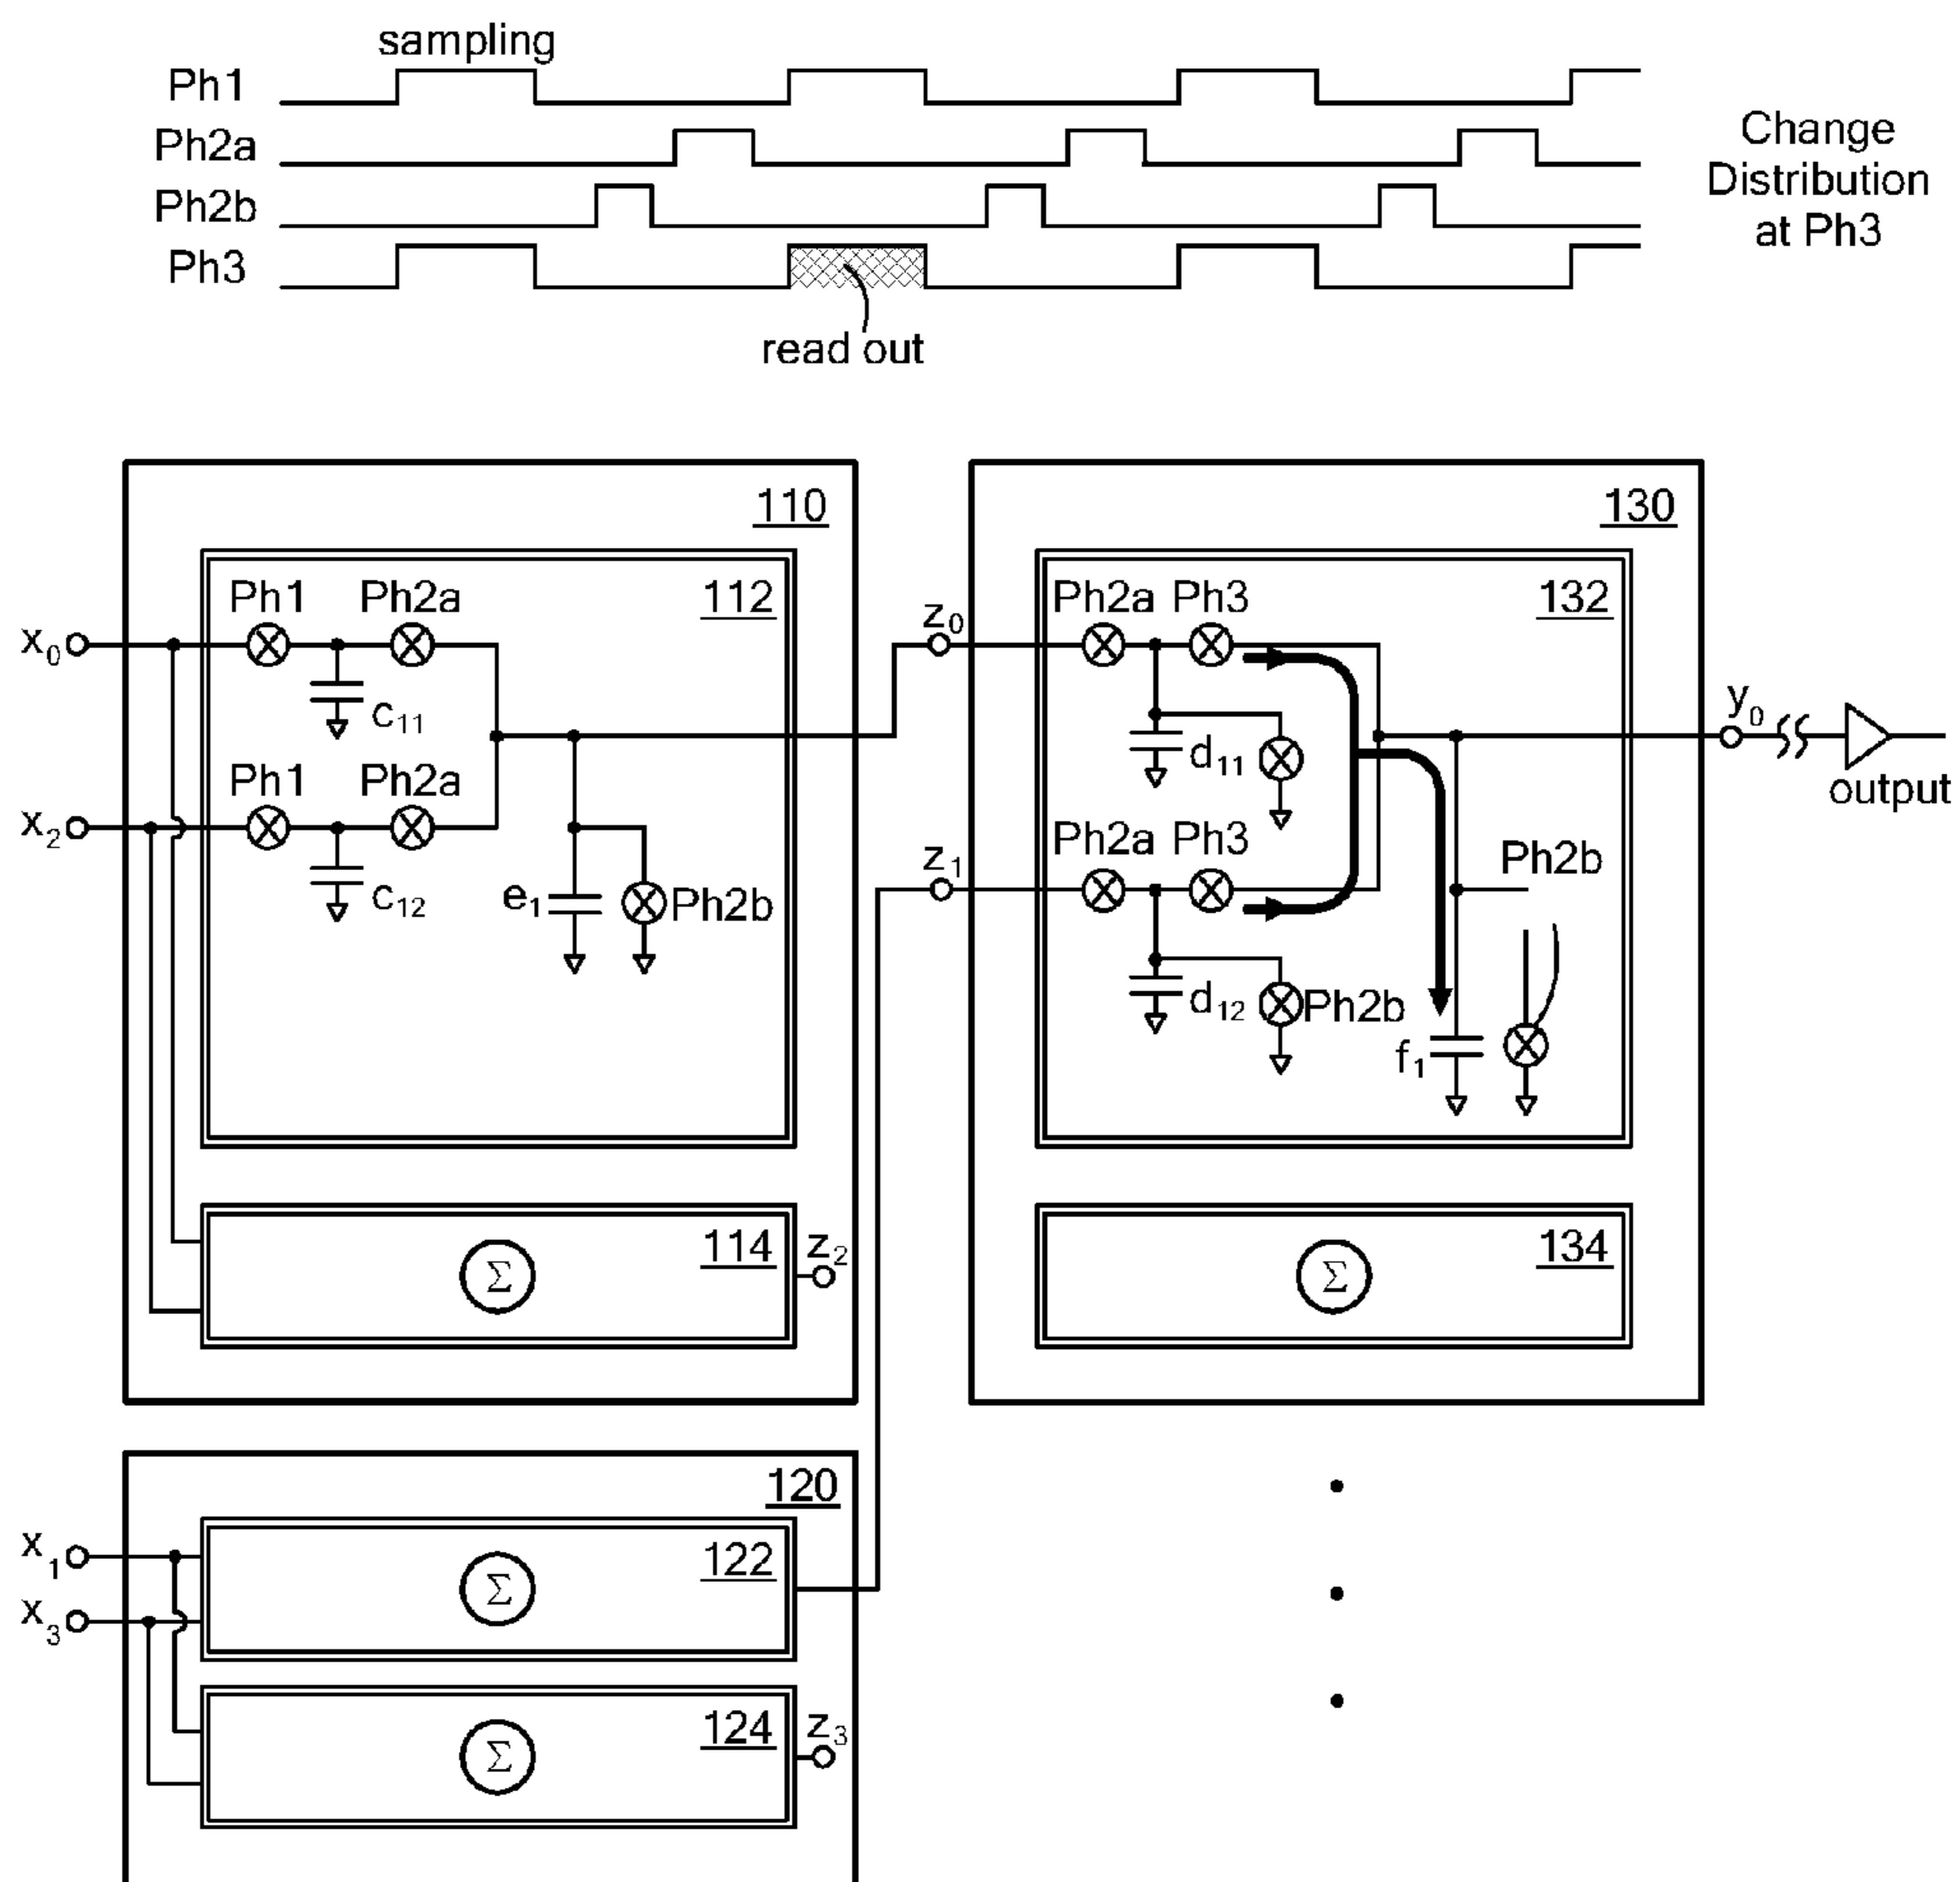 sampling
Ph1
Ph2a
Ph2b
Ph3
read out
Change
Distribution
at Ph3
110
112
Ph1 Ph2a
x0
c11
Ph1 Ph2a
x2
c12
e1
Ph2b
114
Σ
z2
120
x1
x3
122
Σ
124
Σ
z3
130
132
z0
Ph2a Ph3
d11
z1
Ph2a Ph3
d12
Ph2b
Ph2b
f1
y0
output
134
Σ